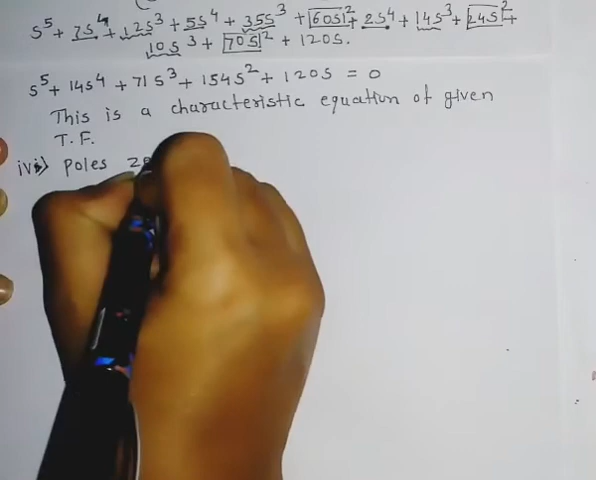 s⁵ + 7s⁴ + 12s³ + 5s⁴ + 35s³ + 60s² + 2s⁴ + 14s³ + 24s² +
10s³ + 70s² + 120s.
s⁵ + 14s⁴ + 71s³ + 154s² + 120s = 0
This is a characteristic equation of given
T.F.
iv) Poles